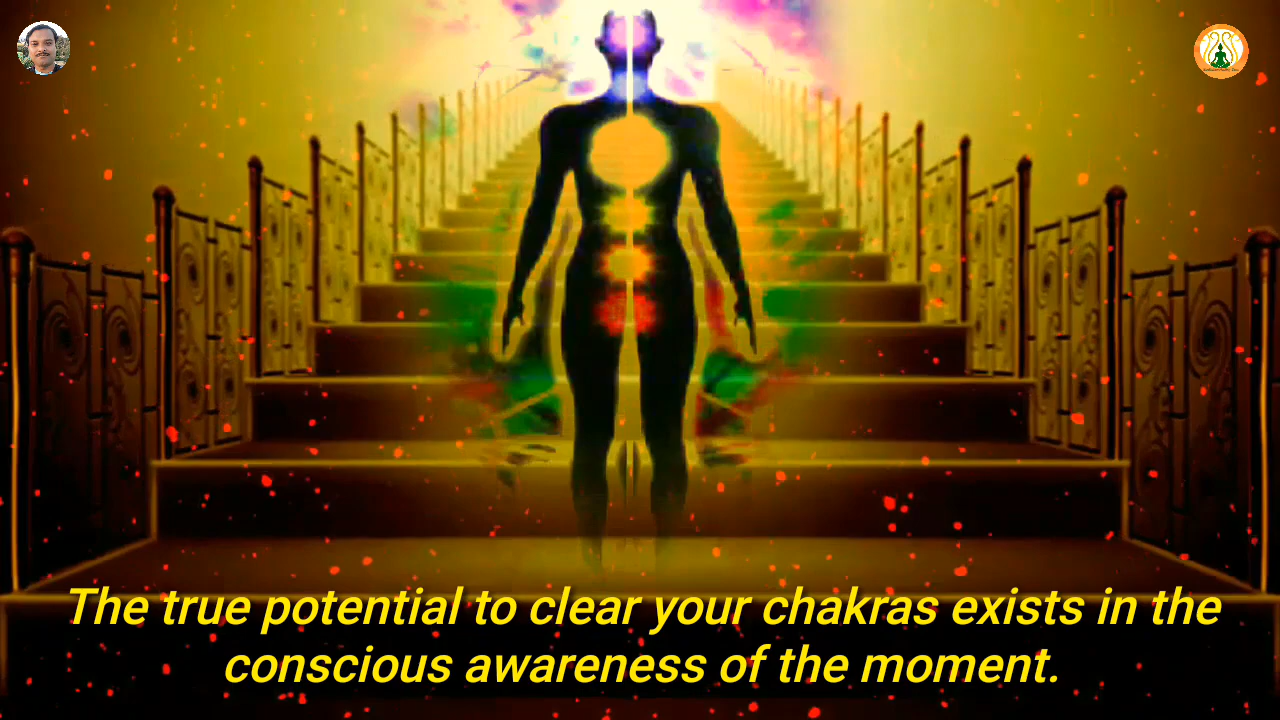 The true potential to clear your chakras exists in the
conscious awareness of the moment.